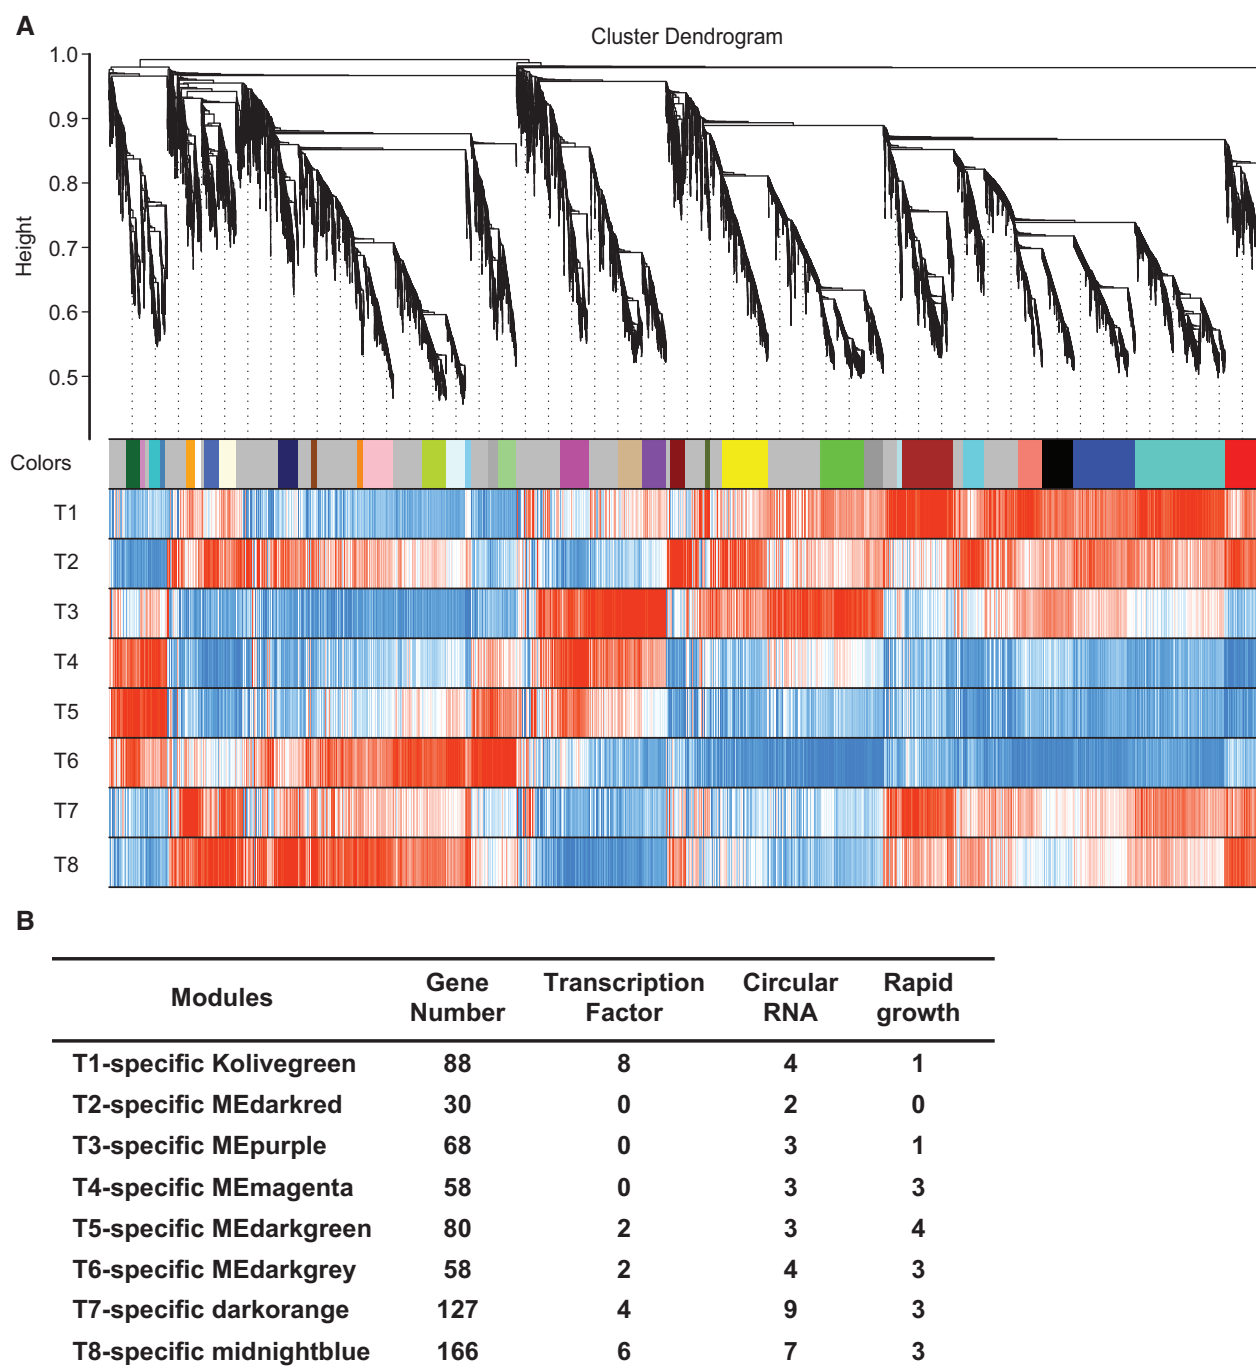 A
Cluster Dendrogram
1.0
0.9
0.8
0.7
0.6
0.5
Height
Colors
T1
T2
T3
T4
T5
T6
T7
T8
B
Modules Gene Number Transcription Factor Circular RNA Rapid growth
T1-specific Kolivegreen 88 8 4 1
T2-specific MEdarkred 30 0 2 0
T3-specific MEpurple 68 0 3 1
T4-specific MEmagenta 58 0 3 3
T5-specific MEdarkgreen 80 2 3 4
T6-specific MEdarkgrey 58 2 4 3
T7-specific darkorange 127 4 9 3
T8-specific midnightblue 166 6 7 3